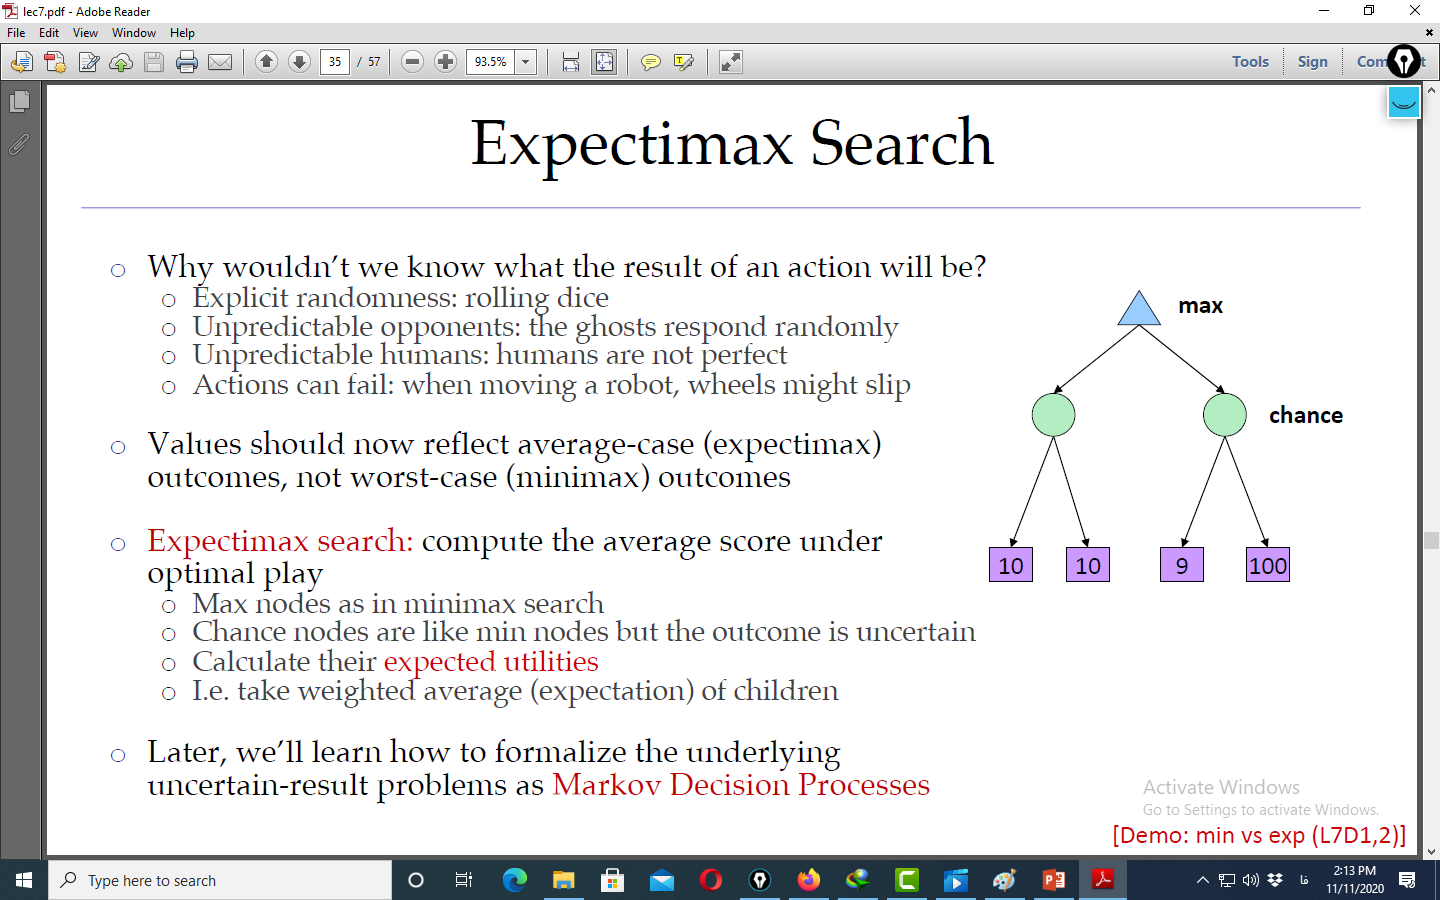 lec7.pdf - Adobe Reader
File Edit View Window Help
35 / 57 93.5% Tools Sign Com t
Expectimax Search
Why wouldn't we know what the result of an action will be?
Explicit randomness: rolling dice
Unpredictable opponents: the ghosts respond randomly
Unpredictable humans: humans are not perfect
Actions can fail: when moving a robot, wheels might slip
Values should now reflect average-case (expectimax)
outcomes, not worst-case (minimax) outcomes
Expectimax search: compute the average score under
optimal play
Max nodes as in minimax search
Chance nodes are like min nodes but the outcome is uncertain
Calculate their expected utilities
I.e. take weighted average (expectation) of children
Later, we'll learn how to formalize the underlying
uncertain-result problems as Markov Decision Processes
max
chance
10 10 9 100
Activate Windows
Go to Settings to activate Windows.
[Demo: min vs exp (L7D1,2)]
Type here to search
فا
2:13 PM
11/11/2020